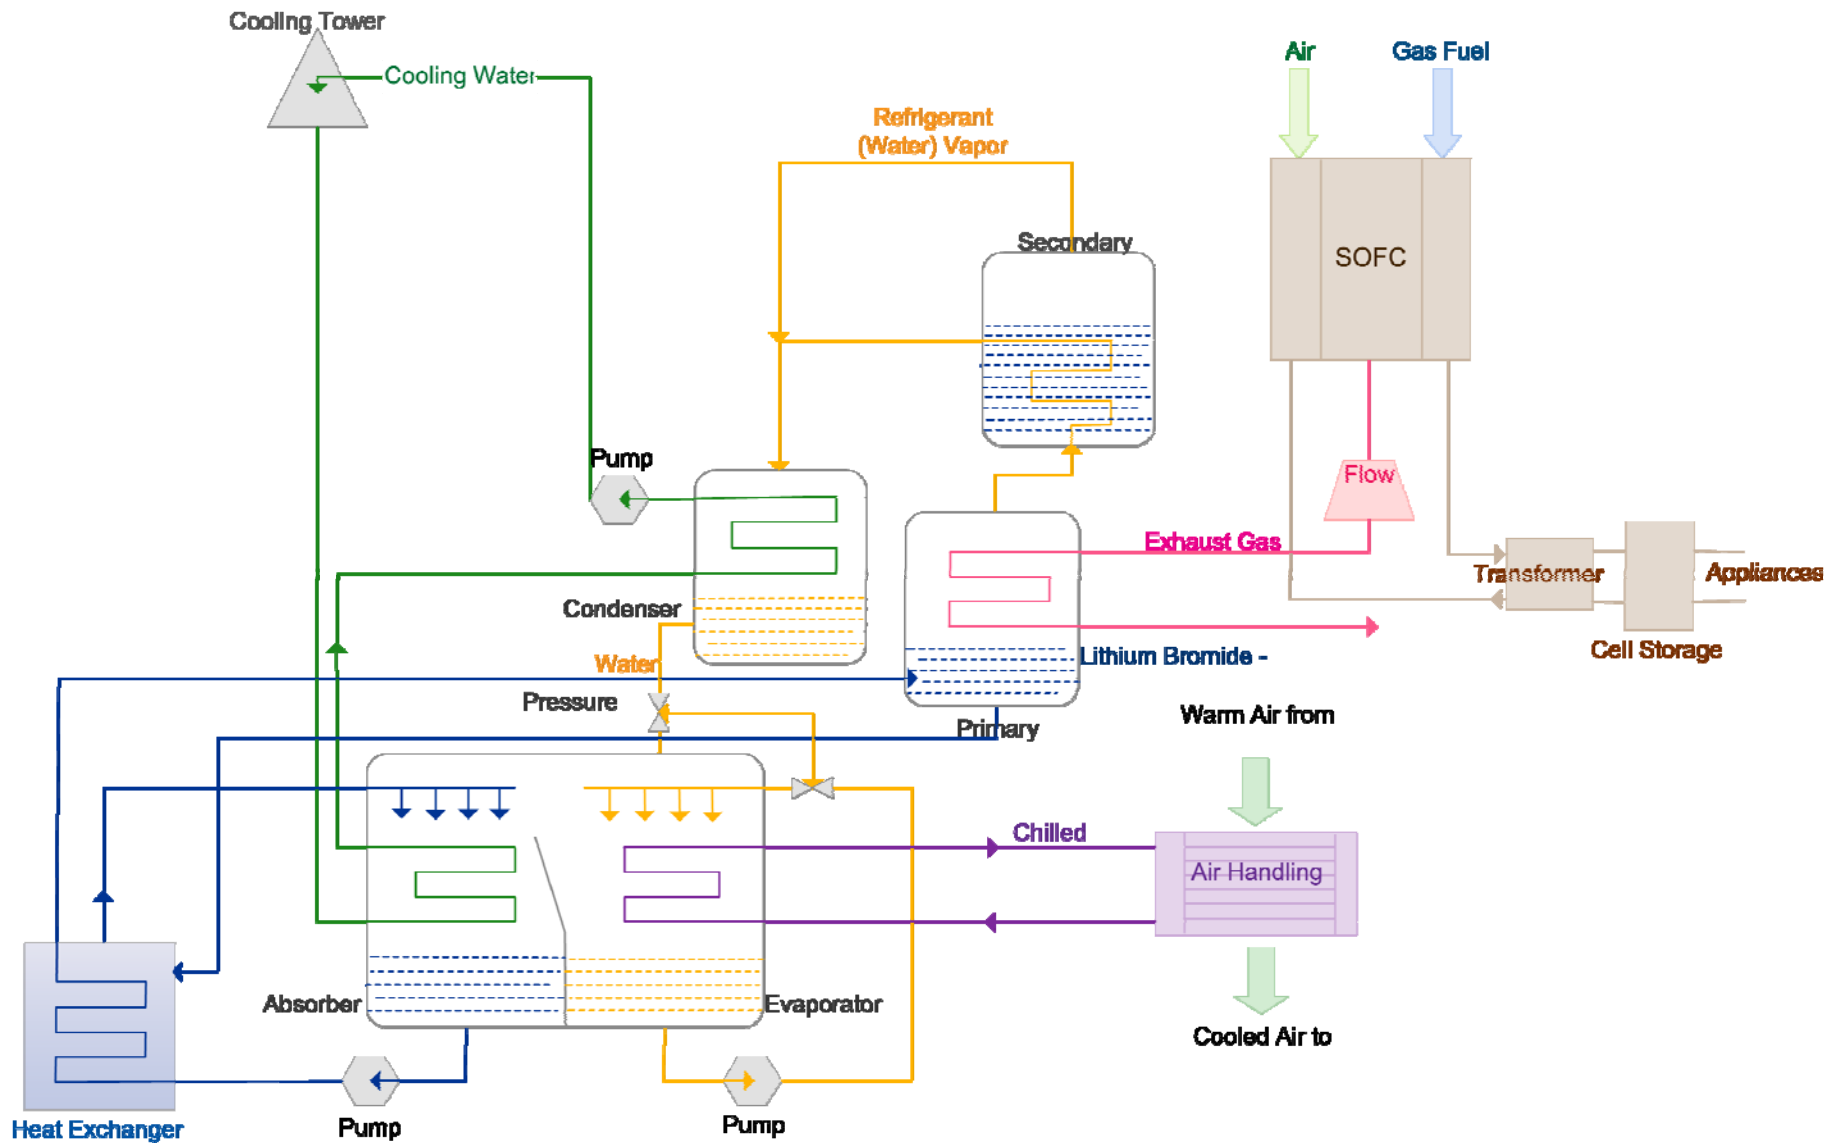 Cooling Tower
Cooling Water
Air
Gas Fuel
Refrigerant
(Water) Vapor
Secondary
SOFC
Pump
Flow
Exhaust Gas
Transformer
Appliances
Condenser
Cell Storage
Water
Lithium Bromide -
Pressure
Primary
Warm Air from
Chilled
Air Handling
Absorber
Evaporator
Cooled Air to
Heat Exchanger
Pump
Pump